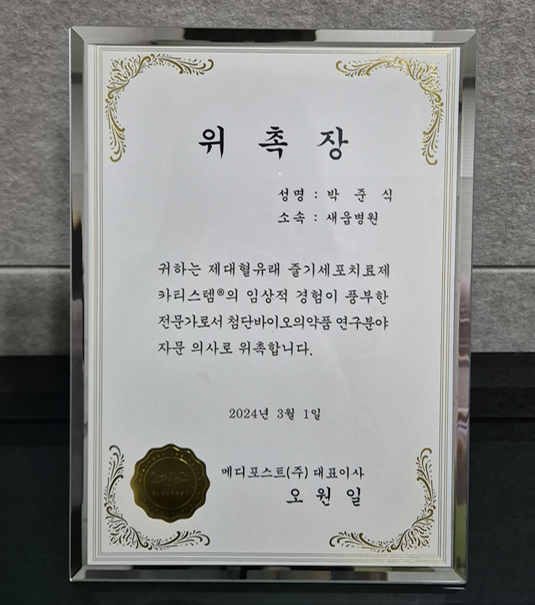 위 촉 장
성명 : 박 준 식
소속 : 새움병원
귀하는 제대혈유래 줄기세포치료제
카티스템®의 임상적 경험이 풍부한
전문가로서 첨단바이오의약품 연구분야
자문 의사로 위촉합니다.
2024년 3월 1일
메디포스트(주) 대표이사
오 원 일